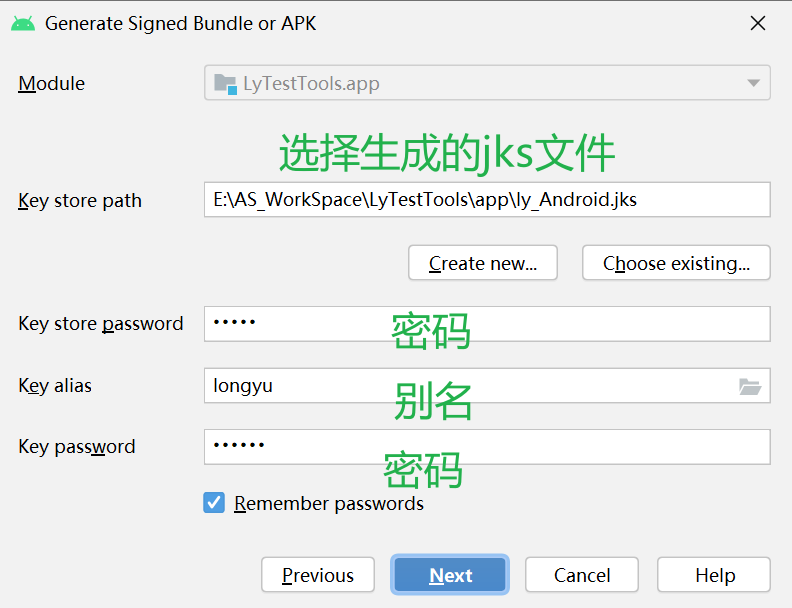 Generate Signed Bundle or APK
Module
LyTestTools.app
选择生成的jks文件
Key store path
E:\AS_WorkSpace\LyTestTools\app\ly_Android.jks
Create new...
Choose existing...
Key store password
•••••
密码
Key alias
longyu
别名
Key password
••••••
密码
Remember passwords
Previous
Next
Cancel
Help